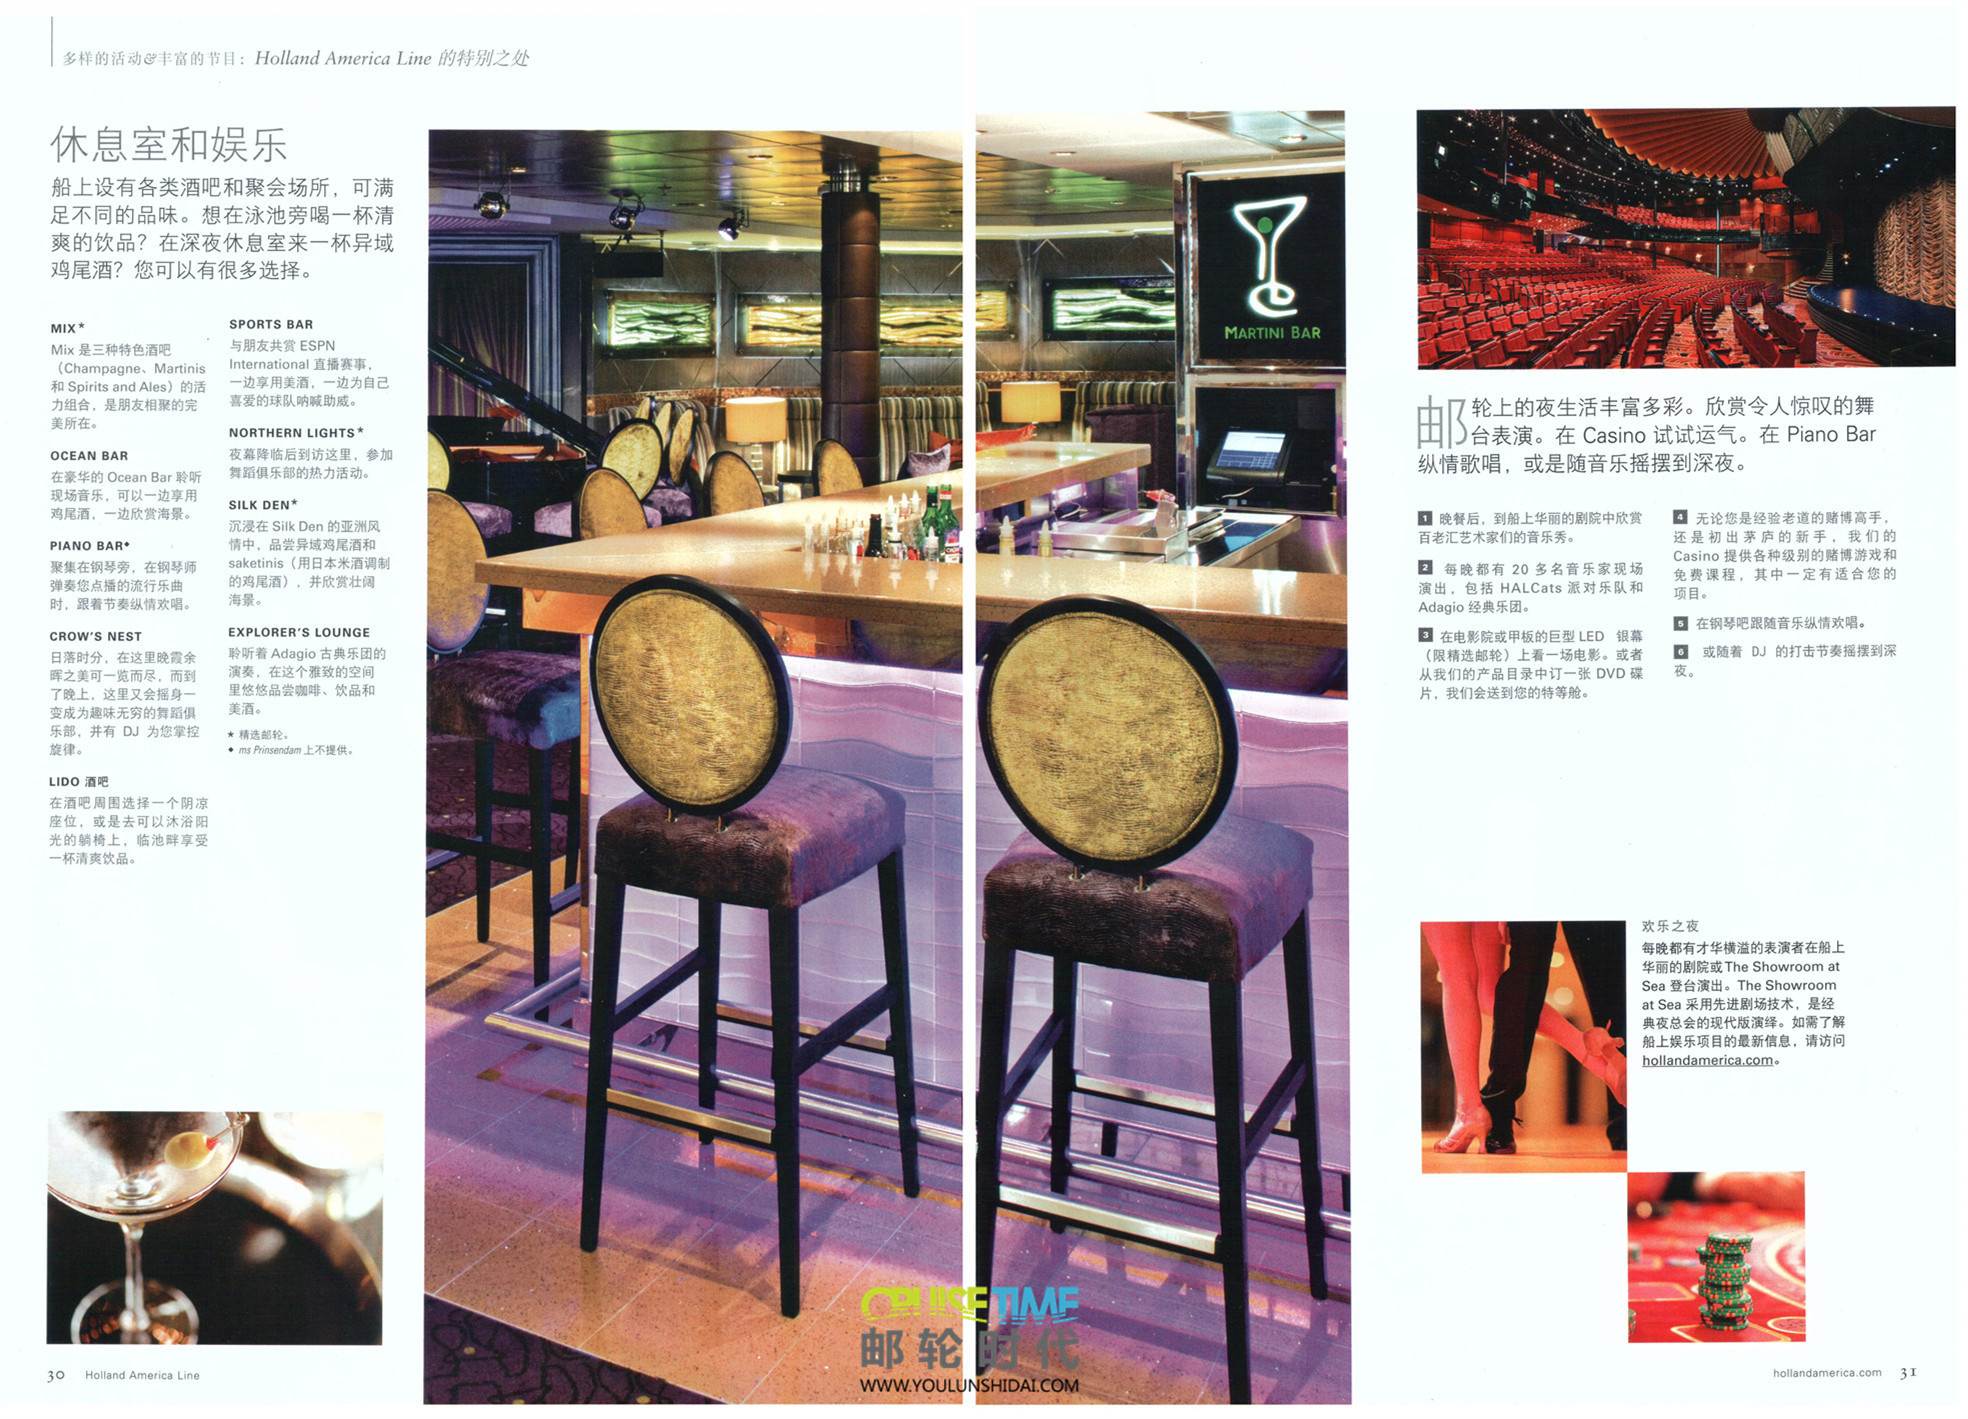 多样的活动&丰富的节目：Holland America Line 的特别之处
休息室和娱乐
船上设有各类酒吧和聚会场所，可满
足不同的品味。想在泳池旁喝一杯清
爽的饮品？在深夜休息室来一杯异域
鸡尾酒？您可以有很多选择。
MIX*
Mix 是三种特色酒吧
（Champagne、Martinis
和 Spirits and Ales）的活
力组合，是朋友相聚的完
美所在。
OCEAN BAR
在豪华的 Ocean Bar 聆听
现场音乐，可以一边享用
鸡尾酒，一边欣赏海景。
PIANO BAR◆
聚集在钢琴旁，在钢琴师
弹奏您点播的流行乐曲
时，跟着节奏纵情欢唱。
CROW'S NEST
日落时分，在这里晚霞余
晖之美可一览而尽，而到
了晚上，这里又会摇身一
变成为趣味无穷的舞蹈俱
乐部，并有 DJ 为您掌控
旋律。
LIDO 酒吧
在酒吧周围选择一个阴凉
座位，或是去可以沐浴阳
光的躺椅上，临池畔享受
一杯清爽饮品。
SPORTS BAR
与朋友共赏 ESPN
International 直播赛事，
一边享用美酒，一边为自己
喜爱的球队呐喊助威。
NORTHERN LIGHTS*
夜幕降临后到访这里，参加
舞蹈俱乐部的热力活动。
SILK DEN*
沉浸在 Silk Den 的亚洲风
情中，品尝异域鸡尾酒和
saketinis（用日本米酒调制
的鸡尾酒），并欣赏壮阔
海景。
EXPLORER'S LOUNGE
聆听着 Adagio 古典乐团的
演奏，在这个雅致的空间
里悠悠品尝咖啡、饮品和
美酒。
* 精选邮轮。
◆ ms Prinsendam 上不提供。
30 Holland America Line
MARTINI BAR
邮轮上的夜生活丰富多彩。欣赏令人惊叹的舞
台表演。在 Casino 试试运气。在 Piano Bar
纵情歌唱，或是随音乐摇摆到深夜。
1 晚餐后，到船上华丽的剧院中欣赏
百老汇艺术家们的音乐秀。
2 每晚都有 20 多名音乐家现场
演出，包括 HALCats 派对乐队和
Adagio 经典乐团。
3 在电影院或甲板的巨型 LED 银幕
（限精选邮轮）上看一场电影。或者
从我们的产品目录中订一张 DVD 碟
片，我们会送到您的特等舱。
4 无论您是经验老道的赌博高手，
还是初出茅庐的新手，我们的
Casino 提供各种级别的赌博游戏和
免费课程，其中一定有适合您的
项目。
5 在钢琴吧跟随音乐纵情欢唱。
6 或随着 DJ 的打击节奏摇摆到深
夜。
欢乐之夜
每晚都有才华横溢的表演者在船上
华丽的剧院或The Showroom at
Sea 登台演出。The Showroom
at Sea 采用先进剧场技术，是经
典夜总会的现代版演绎。如需了解
船上娱乐项目的最新信息，请访问
hollandamerica.com。
CRUISE TIME
邮轮时代
WWW.YOULUNSHIDAI.COM
hollandamerica.com 31